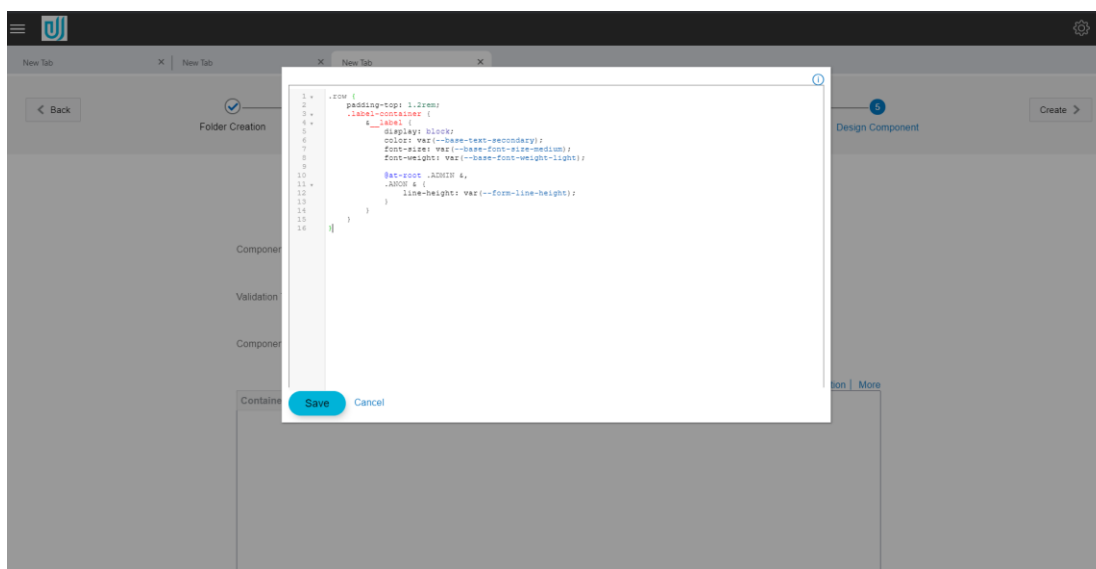 New Tab × New Tab × New Tab ×
Back
Folder Creation
5
Design Component
Create
1 .row {
2 padding-top: 1.2rem;
3 .label-container {
4 &__label {
5 display: block;
6 color: var(--base-text-secondary);
7 font-size: var(--base-font-size-medium);
8 font-weight: var(--base-font-weight-light);
9
10 @at-root .ADMIN &,
11 .ANON & {
12 line-height: var(--form-line-height);
13 }
14 }
15 }
16 }
Componen
Validation
Componen
tion | More
Containe
Save Cancel